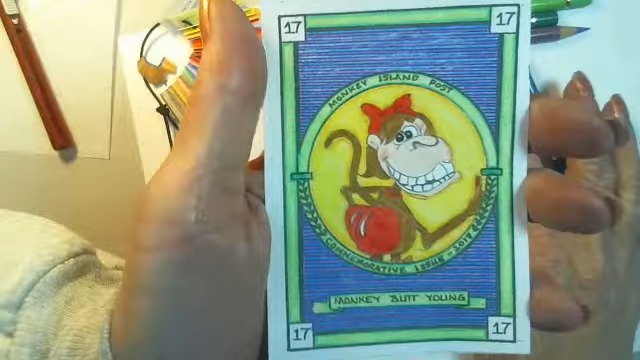 17 17
MONKEY ISLAND POST
COMMEMORATIVE ISSUE - 2017
MONKEY BUTT YOUNG
17 17